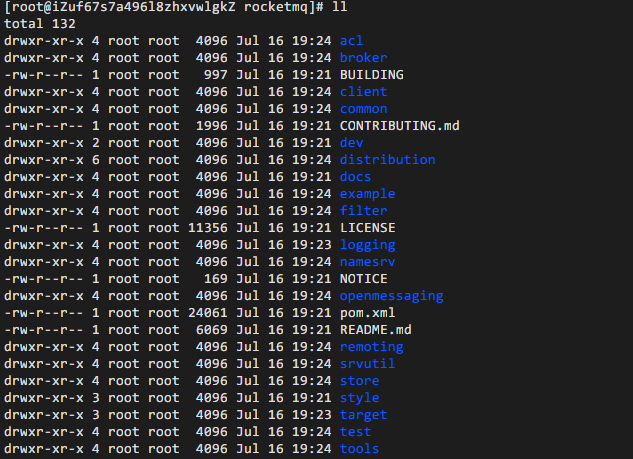 [root@iZuf67s7a496l8zhxvwlgkZ rocketmq]# ll
total 132
drwxr-xr-x 4 root root  4096 Jul 16 19:24 acl
drwxr-xr-x 4 root root  4096 Jul 16 19:24 broker
-rw-r--r-- 1 root root   997 Jul 16 19:21 BUILDING
drwxr-xr-x 4 root root  4096 Jul 16 19:24 client
drwxr-xr-x 4 root root  4096 Jul 16 19:24 common
-rw-r--r-- 1 root root  1996 Jul 16 19:21 CONTRIBUTING.md
drwxr-xr-x 2 root root  4096 Jul 16 19:21 dev
drwxr-xr-x 6 root root  4096 Jul 16 19:24 distribution
drwxr-xr-x 4 root root  4096 Jul 16 19:21 docs
drwxr-xr-x 4 root root  4096 Jul 16 19:24 example
drwxr-xr-x 4 root root  4096 Jul 16 19:24 filter
-rw-r--r-- 1 root root 11356 Jul 16 19:21 LICENSE
drwxr-xr-x 4 root root  4096 Jul 16 19:23 logging
drwxr-xr-x 4 root root  4096 Jul 16 19:24 namesrv
-rw-r--r-- 1 root root   169 Jul 16 19:21 NOTICE
drwxr-xr-x 4 root root  4096 Jul 16 19:24 openmessaging
-rw-r--r-- 1 root root 24061 Jul 16 19:21 pom.xml
-rw-r--r-- 1 root root  6069 Jul 16 19:21 README.md
drwxr-xr-x 4 root root  4096 Jul 16 19:24 remoting
drwxr-xr-x 4 root root  4096 Jul 16 19:24 srvutil
drwxr-xr-x 4 root root  4096 Jul 16 19:24 store
drwxr-xr-x 3 root root  4096 Jul 16 19:21 style
drwxr-xr-x 3 root root  4096 Jul 16 19:23 target
drwxr-xr-x 4 root root  4096 Jul 16 19:24 test
drwxr-xr-x 4 root root  4096 Jul 16 19:24 tools